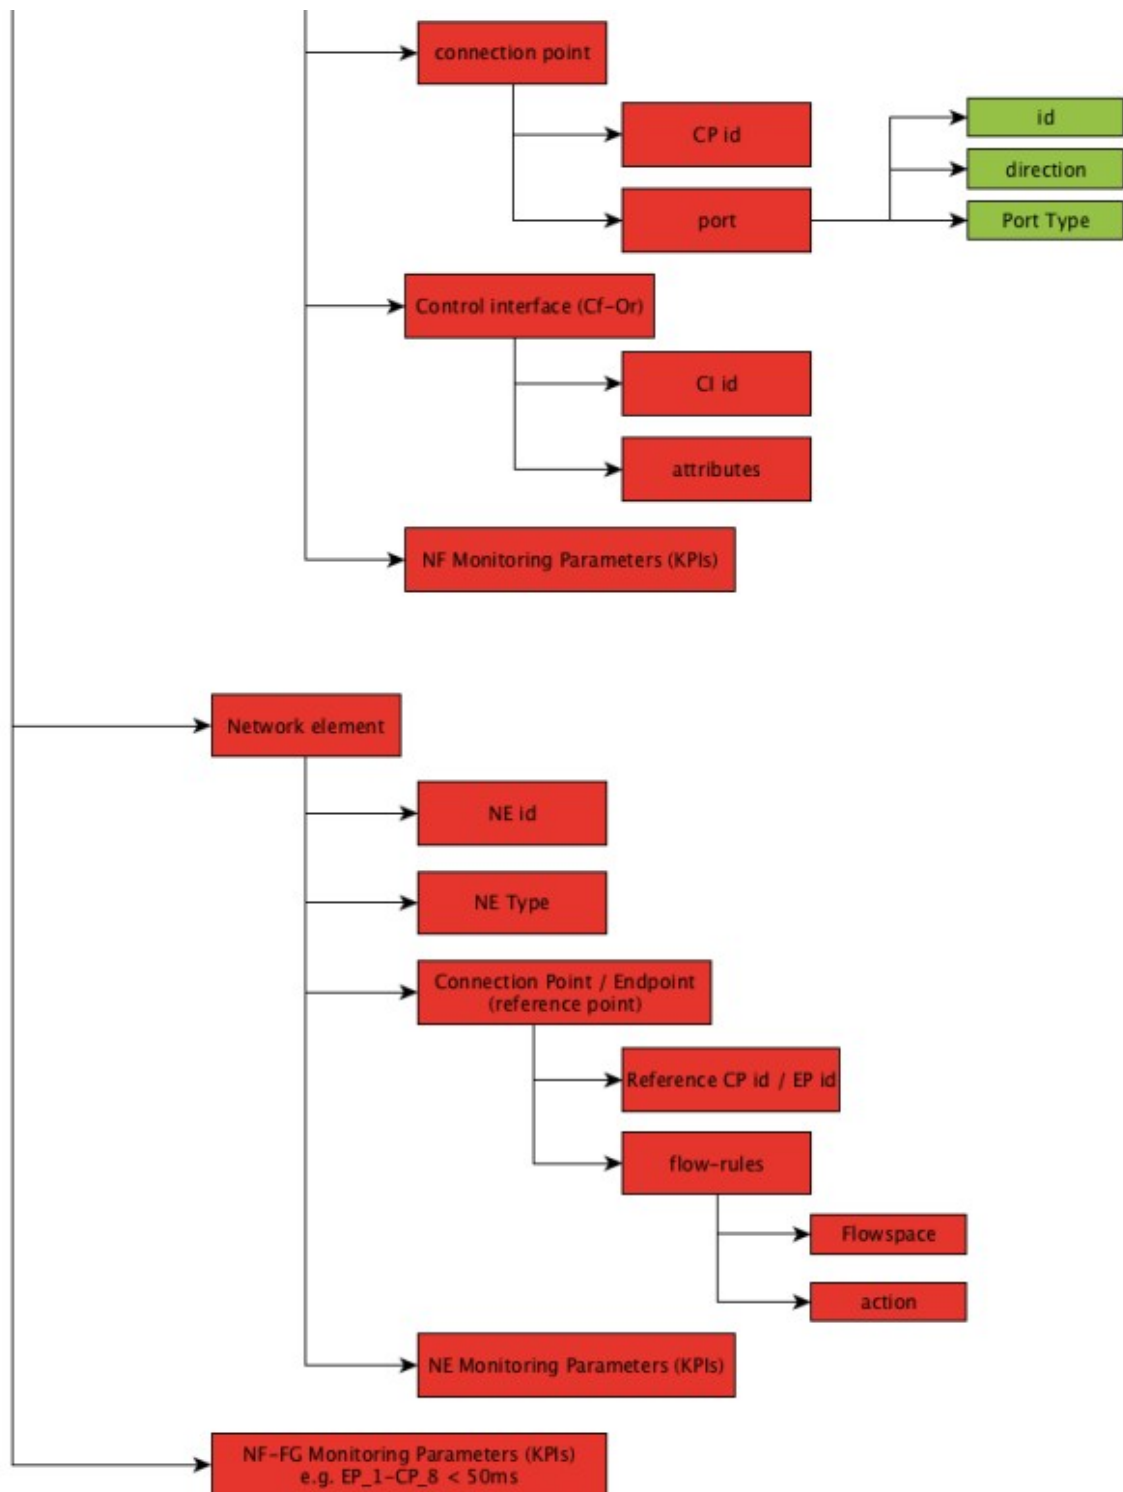 connection point
CP id
id
direction
port
Port Type
Control interface (Cf-Or)
CI id
attributes
NF Monitoring Parameters (KPIs)
Network element
NE id
NE Type
Connection Point / Endpoint
(reference point)
Reference CP id / EP id
flow-rules
Flowspace
action
NE Monitoring Parameters (KPIs)
NF-FG Monitoring Parameters (KPIs)
e.g. EP_1-CP_8 < 50ms